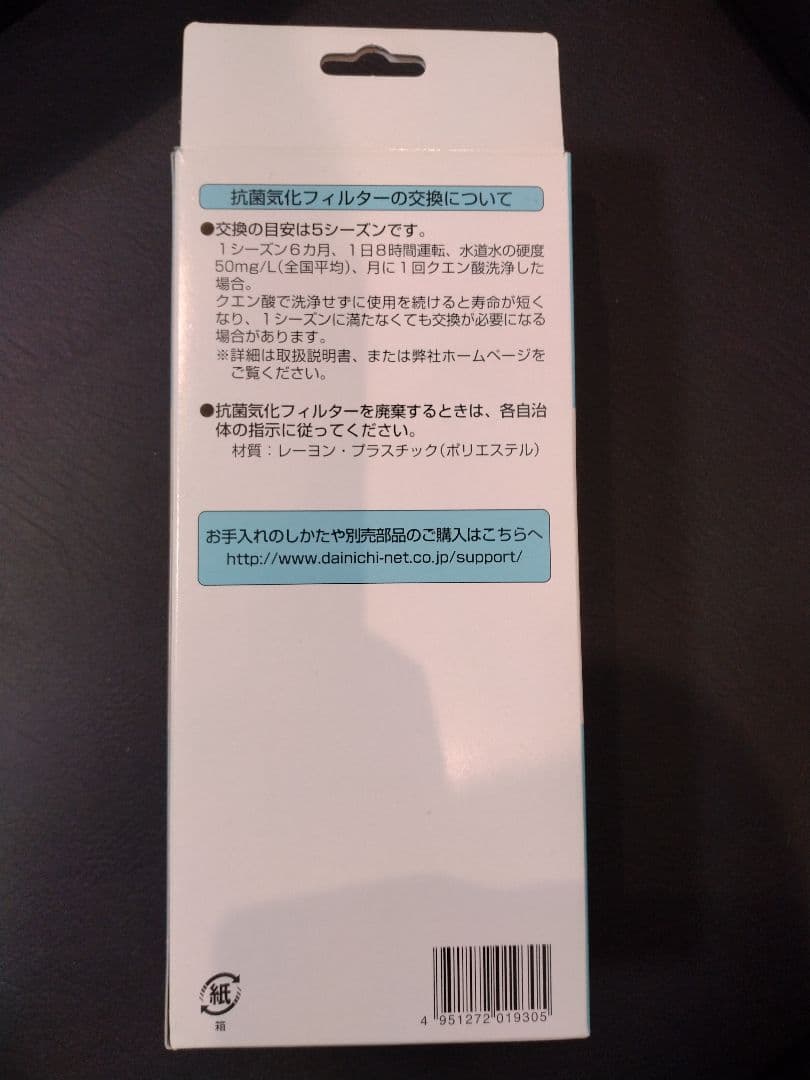 抗菌気化フィルターの交換について
●交換の目安は5シーズンです。
1シーズン6カ月、1日8時間運転、水道水の硬度
50mg/L(全国平均)、月に1回クエン酸洗浄した
場合。
クエン酸で洗浄せずに使用を続けると寿命が短く
なり、1シーズンに満たなくても交換が必要になる
場合があります。
※詳細は取扱説明書、または弊社ホームページを
ご覧ください。
●抗菌気化フィルターを廃棄するときは、各自治
体の指示に従ってください。
材質：レーヨン・プラスチック(ポリエステル)
お手入れのしかたや別売部品のご購入はこちらへ
http://www.dainichi-net.co.jp/support/
紙
箱
4 951272 019305